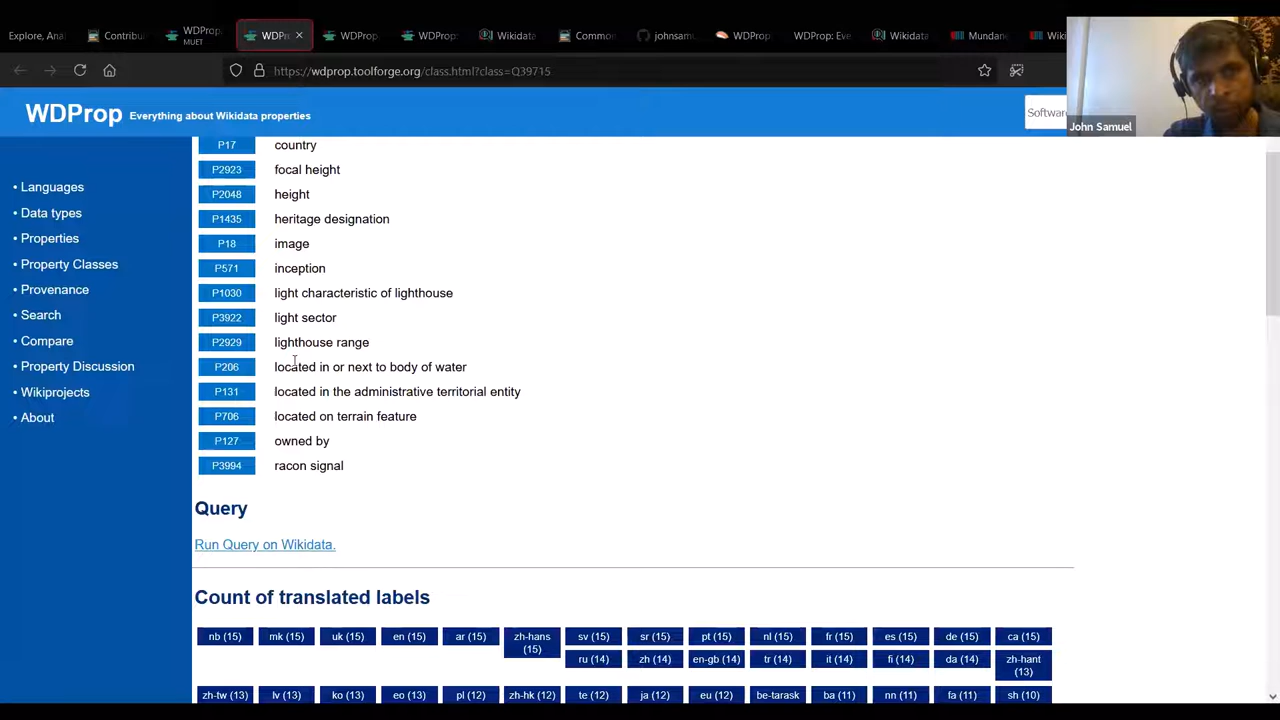 Explore, Anal
Contribu
WDProp
MUET
WDPr
WDProp
WDProp:
Wikidata
Common
johnsam
WDProp
WDProp: Eve
Wikidata
Mundane
Wiki
https://wdprop.toolforge.org/class.html?class=Q39715
WDProp Everything about Wikidata properties
Softwar
John Samuel
• Languages
• Data types
• Properties
• Property Classes
• Provenance
• Search
• Compare
• Property Discussion
• Wikiprojects
• About
P17 country
P2923 focal height
P2048 height
P1435 heritage designation
P18 image
P571 inception
P1030 light characteristic of lighthouse
P3922 light sector
P2929 lighthouse range
P206 located in or next to body of water
P131 located in the administrative territorial entity
P706 located on terrain feature
P127 owned by
P3994 racon signal
Query
Run Query on Wikidata.
Count of translated labels
nb (15) mk (15) uk (15) en (15) ar (15) zh-hans (15) sv (15) sr (15) pt (15) nl (15) fr (15) es (15) de (15) ca (15)
ru (14) zh (14) en-gb (14) tr (14) it (14) fi (14) da (14) zh-hant (13)
zh-tw (13) lv (13) ko (13) eo (13) pl (12) zh-hk (12) te (12) ja (12) eu (12) be-tarask ba (11) nn (11) fa (11) sh (10)